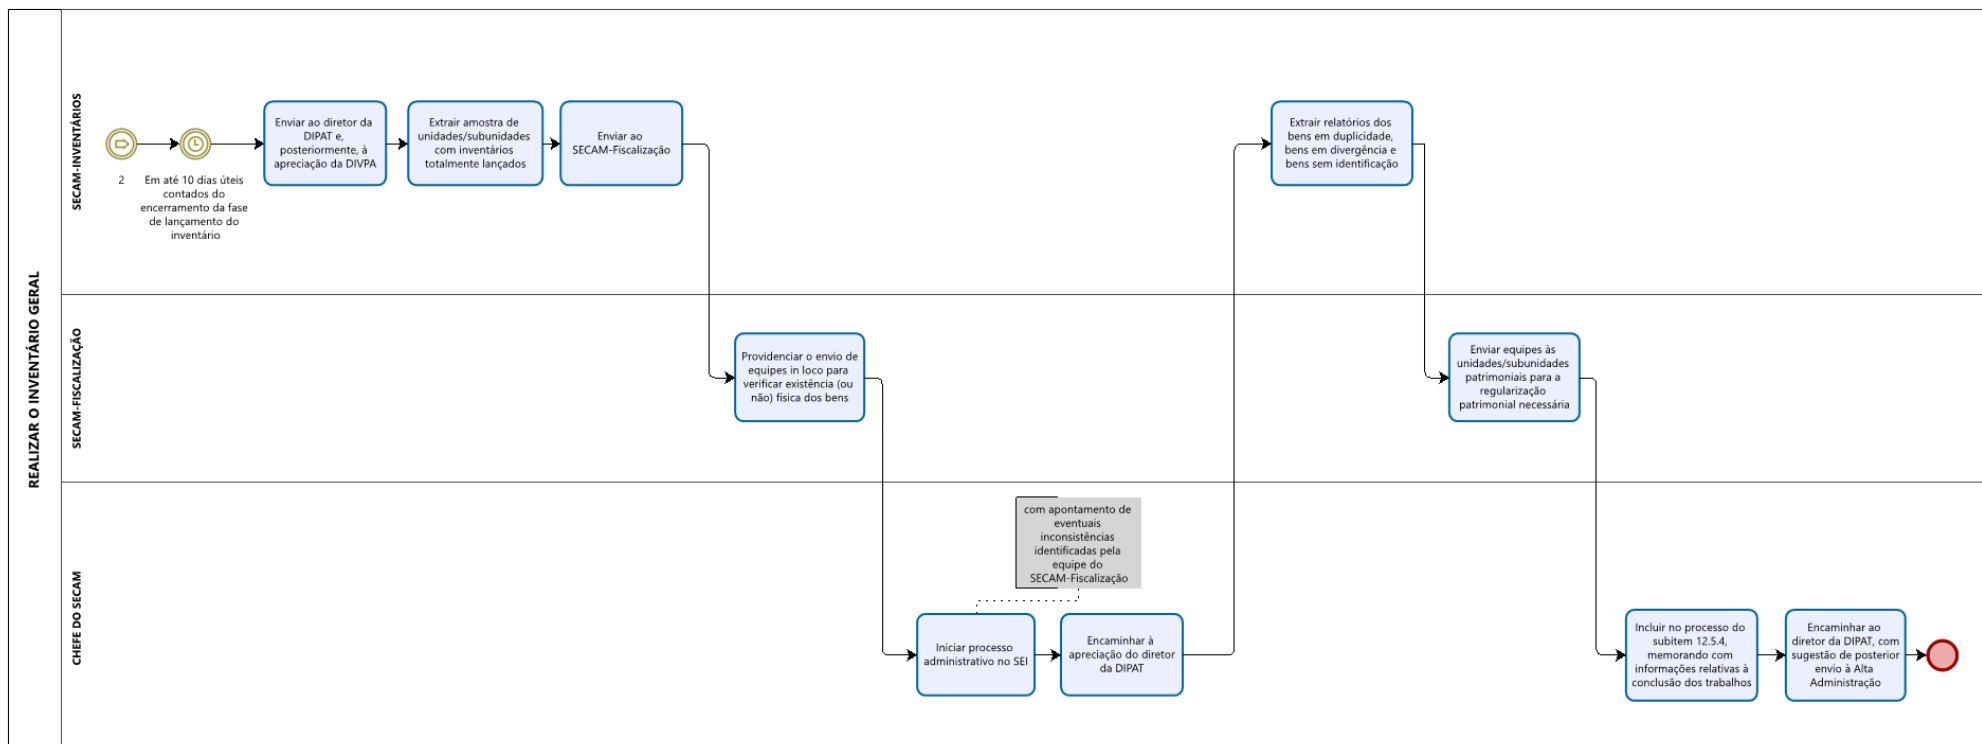 REALIZAR O INVENTÁRIO GERAL
SECAM-INVENTÁRIOS
2
Em até 10 dias úteis
contados do
encerramento da fase
de lançamento do
inventário
Enviar ao diretor da
DIPAT e,
posteriormente, à
apreciação da DIVPA
Extrair amostra de
unidades/subunidades
com inventários
totalmente lançados
Enviar ao
SECAM-Fiscalização
Extrair relatórios dos
bens em duplicidade,
bens em divergência e
bens sem identificação
SECAM-FISCALIZAÇÃO
Providenciar o envio de
equipes in loco para
verificar existência (ou
não) física dos bens
Enviar equipes às
unidades/subunidades
patrimoniais para a
regularização
patrimonial necessária
CHEFE DO SECAM
com apontamento de
eventuais
inconsistências
identificadas pela
equipe do
SECAM-Fiscalização
Iniciar processo
administrativo no SEI
Encaminhar à
apreciação do diretor
da DIPAT
Incluir no processo do
subitem 12.5.4,
memorando com
informações relativas à
conclusão dos trabalhos
Encaminhar ao
diretor da DIPAT, com
sugestão de posterior
envio à Alta
Administração